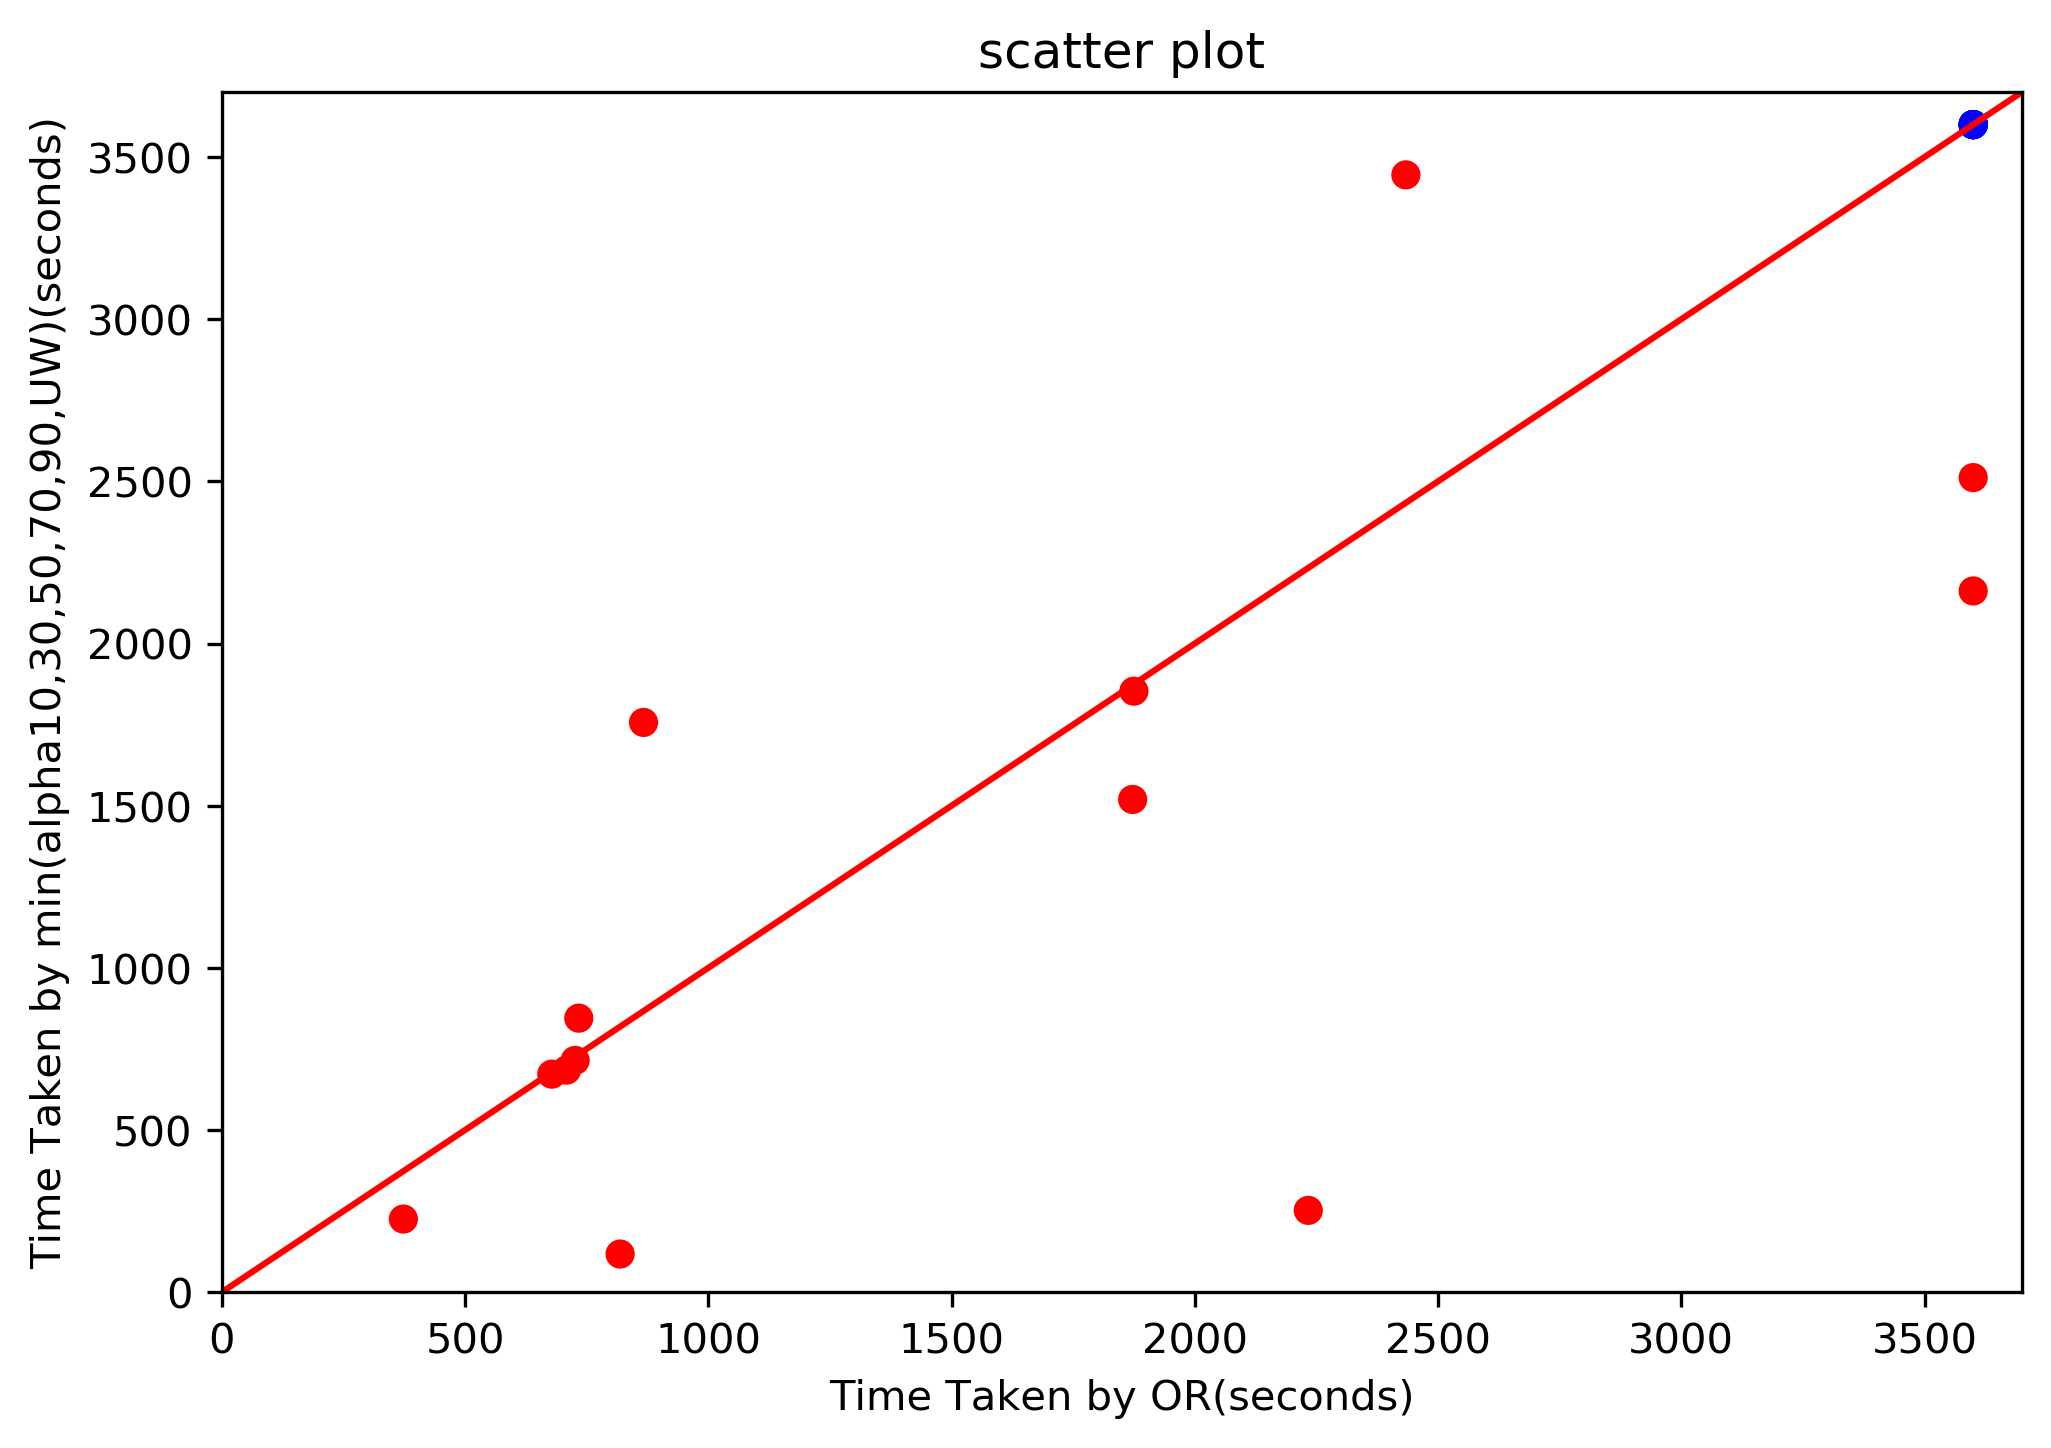 scatter plot
Time Taken by min(alpha10,30,50,70,90,UW)(seconds)
3500
3000
2500
2000
1500
1000
500
0
0 500 1000 1500 2000 2500 3000 3500
Time Taken by OR(seconds)